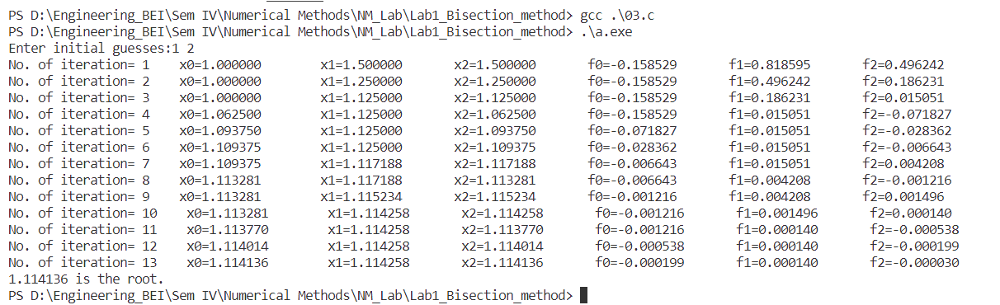 PS D:\Engineering_BEI\Sem IV\Numerical Methods\NM_Lab\Lab1_Bisection_method> gcc .\03.c
PS D:\Engineering_BEI\Sem IV\Numerical Methods\NM_Lab\Lab1_Bisection_method> .\a.exe
Enter initial guesses:1 2
No. of iteration= 1 x0=1.000000 x1=1.500000 x2=1.500000 f0=-0.158529 f1=0.818595 f2=0.496242
No. of iteration= 2 x0=1.000000 x1=1.250000 x2=1.250000 f0=-0.158529 f1=0.496242 f2=0.186231
No. of iteration= 3 x0=1.000000 x1=1.125000 x2=1.125000 f0=-0.158529 f1=0.186231 f2=0.015051
No. of iteration= 4 x0=1.062500 x1=1.125000 x2=1.062500 f0=-0.158529 f1=0.015051 f2=-0.071827
No. of iteration= 5 x0=1.093750 x1=1.125000 x2=1.093750 f0=-0.071827 f1=0.015051 f2=-0.028362
No. of iteration= 6 x0=1.109375 x1=1.125000 x2=1.109375 f0=-0.028362 f1=0.015051 f2=-0.006643
No. of iteration= 7 x0=1.109375 x1=1.117188 x2=1.117188 f0=-0.006643 f1=0.015051 f2=0.004208
No. of iteration= 8 x0=1.113281 x1=1.117188 x2=1.113281 f0=-0.006643 f1=0.004208 f2=-0.001216
No. of iteration= 9 x0=1.113281 x1=1.115234 x2=1.115234 f0=-0.001216 f1=0.004208 f2=0.001496
No. of iteration= 10 x0=1.113281 x1=1.114258 x2=1.114258 f0=-0.001216 f1=0.001496 f2=0.000140
No. of iteration= 11 x0=1.113770 x1=1.114258 x2=1.113770 f0=-0.001216 f1=0.000140 f2=-0.000538
No. of iteration= 12 x0=1.114014 x1=1.114258 x2=1.114014 f0=-0.000538 f1=0.000140 f2=-0.000199
No. of iteration= 13 x0=1.114136 x1=1.114258 x2=1.114136 f0=-0.000199 f1=0.000140 f2=-0.000030
1.114136 is the root.
PS D:\Engineering_BEI\Sem IV\Numerical Methods\NM_Lab\Lab1_Bisection_method>